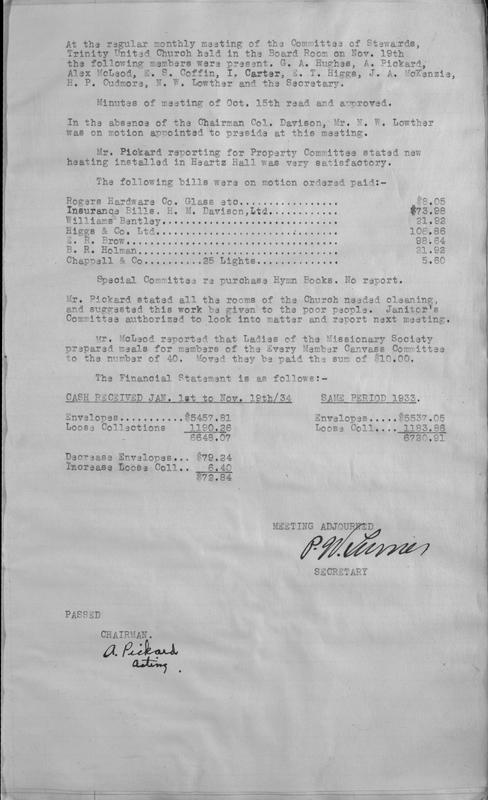 At the regular monthly meeting of the Committee of Stewards,
Trinity United Church held in the Board Room on Nov. 19th
the following members were present. G. A. Hughes, A. Pickard,
Alex McLeod, E. S. Coffin, I. Carter, E. T. Higgs, J. A. McKenzie,
H. P. Cudmore, N. W. Lowther and the Secretary.
Minutes of meeting of Oct. 15th read and approved.
In the absence of the Chairman Col. Davison, Mr. N. W. Lowther
was on motion appointed to preside at this meeting.
Mr. Pickard reporting for Property Committee stated new
heating installed in Heartz Hall was very satisfactory.
The following bills were on motion ordered paid:-
Rogers Hardware Co. Glass etc................. $9.05
Insurance Bills. H. M. Davison,Ltd............ $73.98
Williams Bentley.............................. 21.92
Higgs & Co. Ltd............................... 106.86
E. R. Brow.................................... 98.64
B. R. Holman.................................. 21.92
Chappell & Co..........25 Lights.............. 5.60
Special Committee re purchase Hymn Books. No report.
Mr. Pickard stated all the rooms of the Church needed cleaning,
and suggested this work be given to the poor people. Janitor's
Committee authorized to look into matter and report next meeting.
Mr. McLeod reported that Ladies of the Missionary Society
prepared meals for members of the Every Member Canvass Committee
to the number of 40. Moved they be paid the sum of $10.00.
The Financial Statement is as follows:-
CASH RECEIVED JAN. 1st to Nov. 19th/34 SAME PERIOD 1933.
Envelopes...........$5457.81 Envelopes.....$5537.05
Loose Collections 1190.26 Loose Coll.... 1183.86
6648.07 6720.91
Decrease Envelopes... $79.24
Increase Loose Coll.. 6.40
$72.84
MEETING ADJOURNED
P. W. Turner
SECRETARY
PASSED
CHAIRMAN.
A. Pickard
Acting.